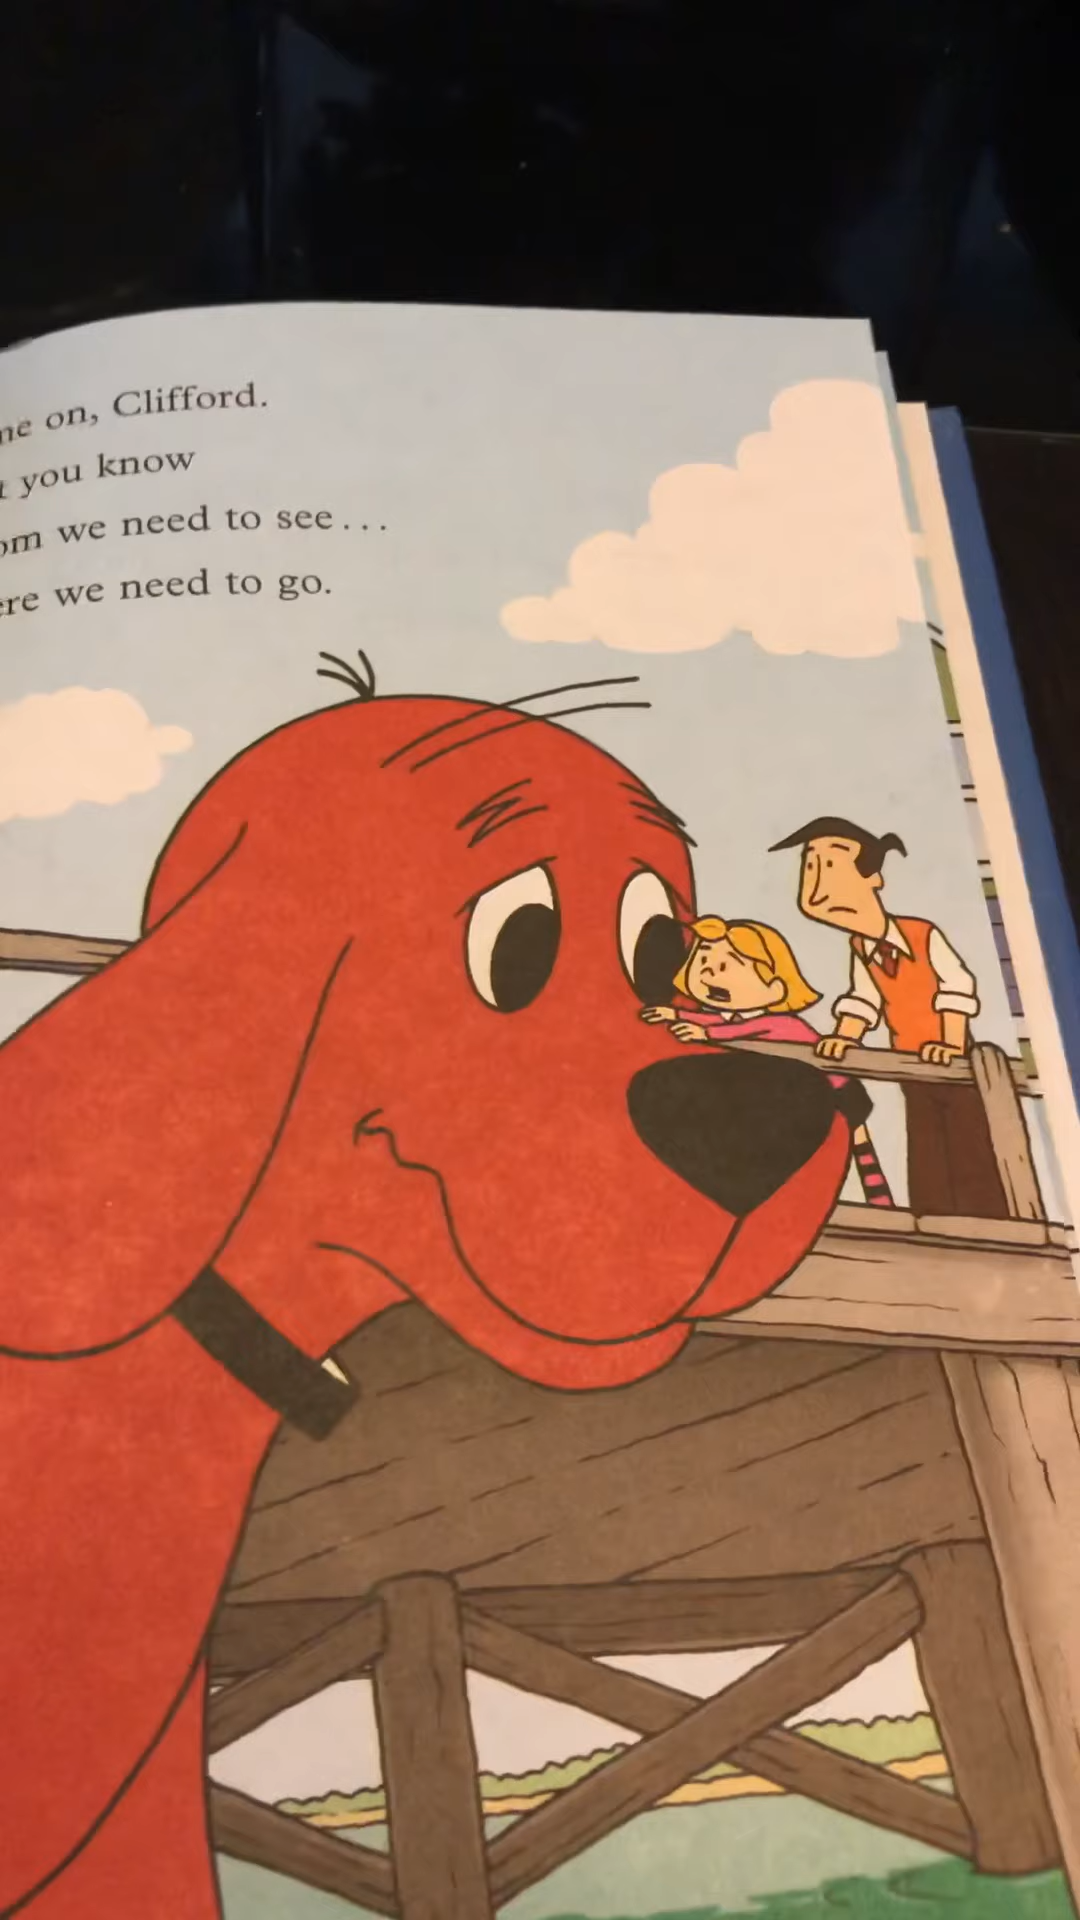 on, Clifford.
you know
we need to see...
we need to go.